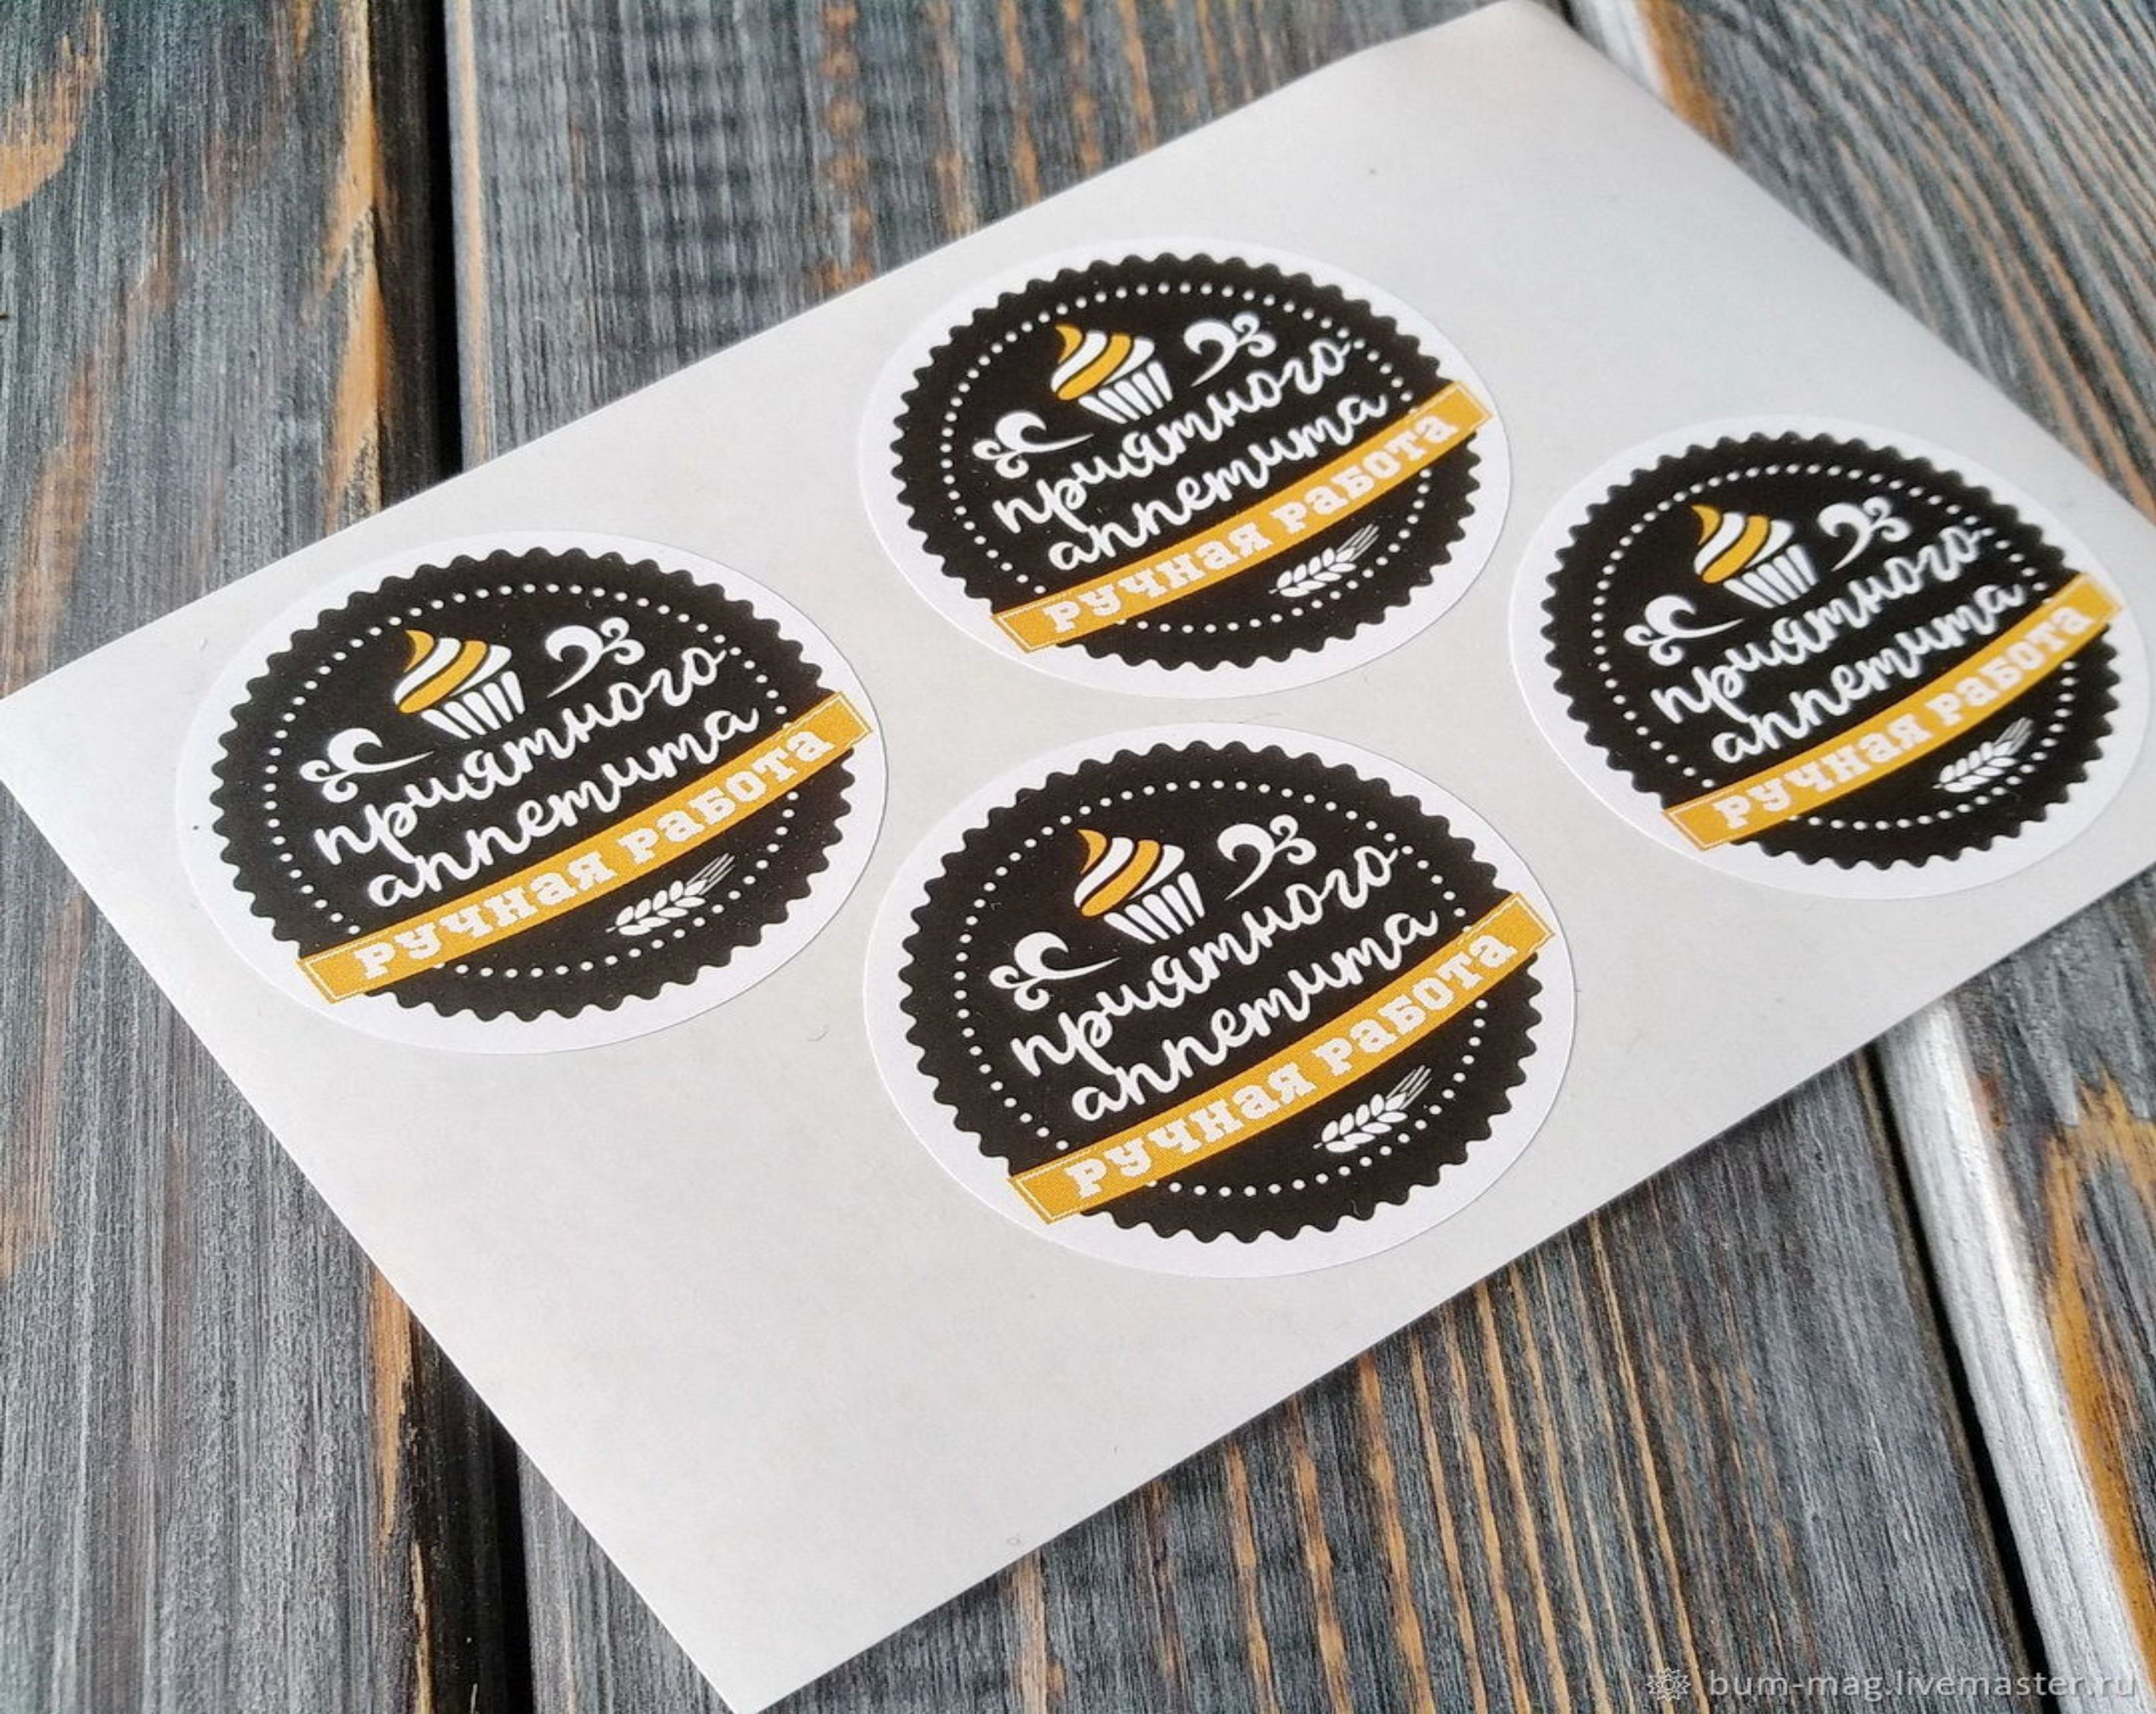 приятного
аппетита
ручная работа
приятного
аппетита
ручная работа
приятного
аппетита
ручная работа
приятного
аппетита
ручная работа
bum-mag.livemaster.ru